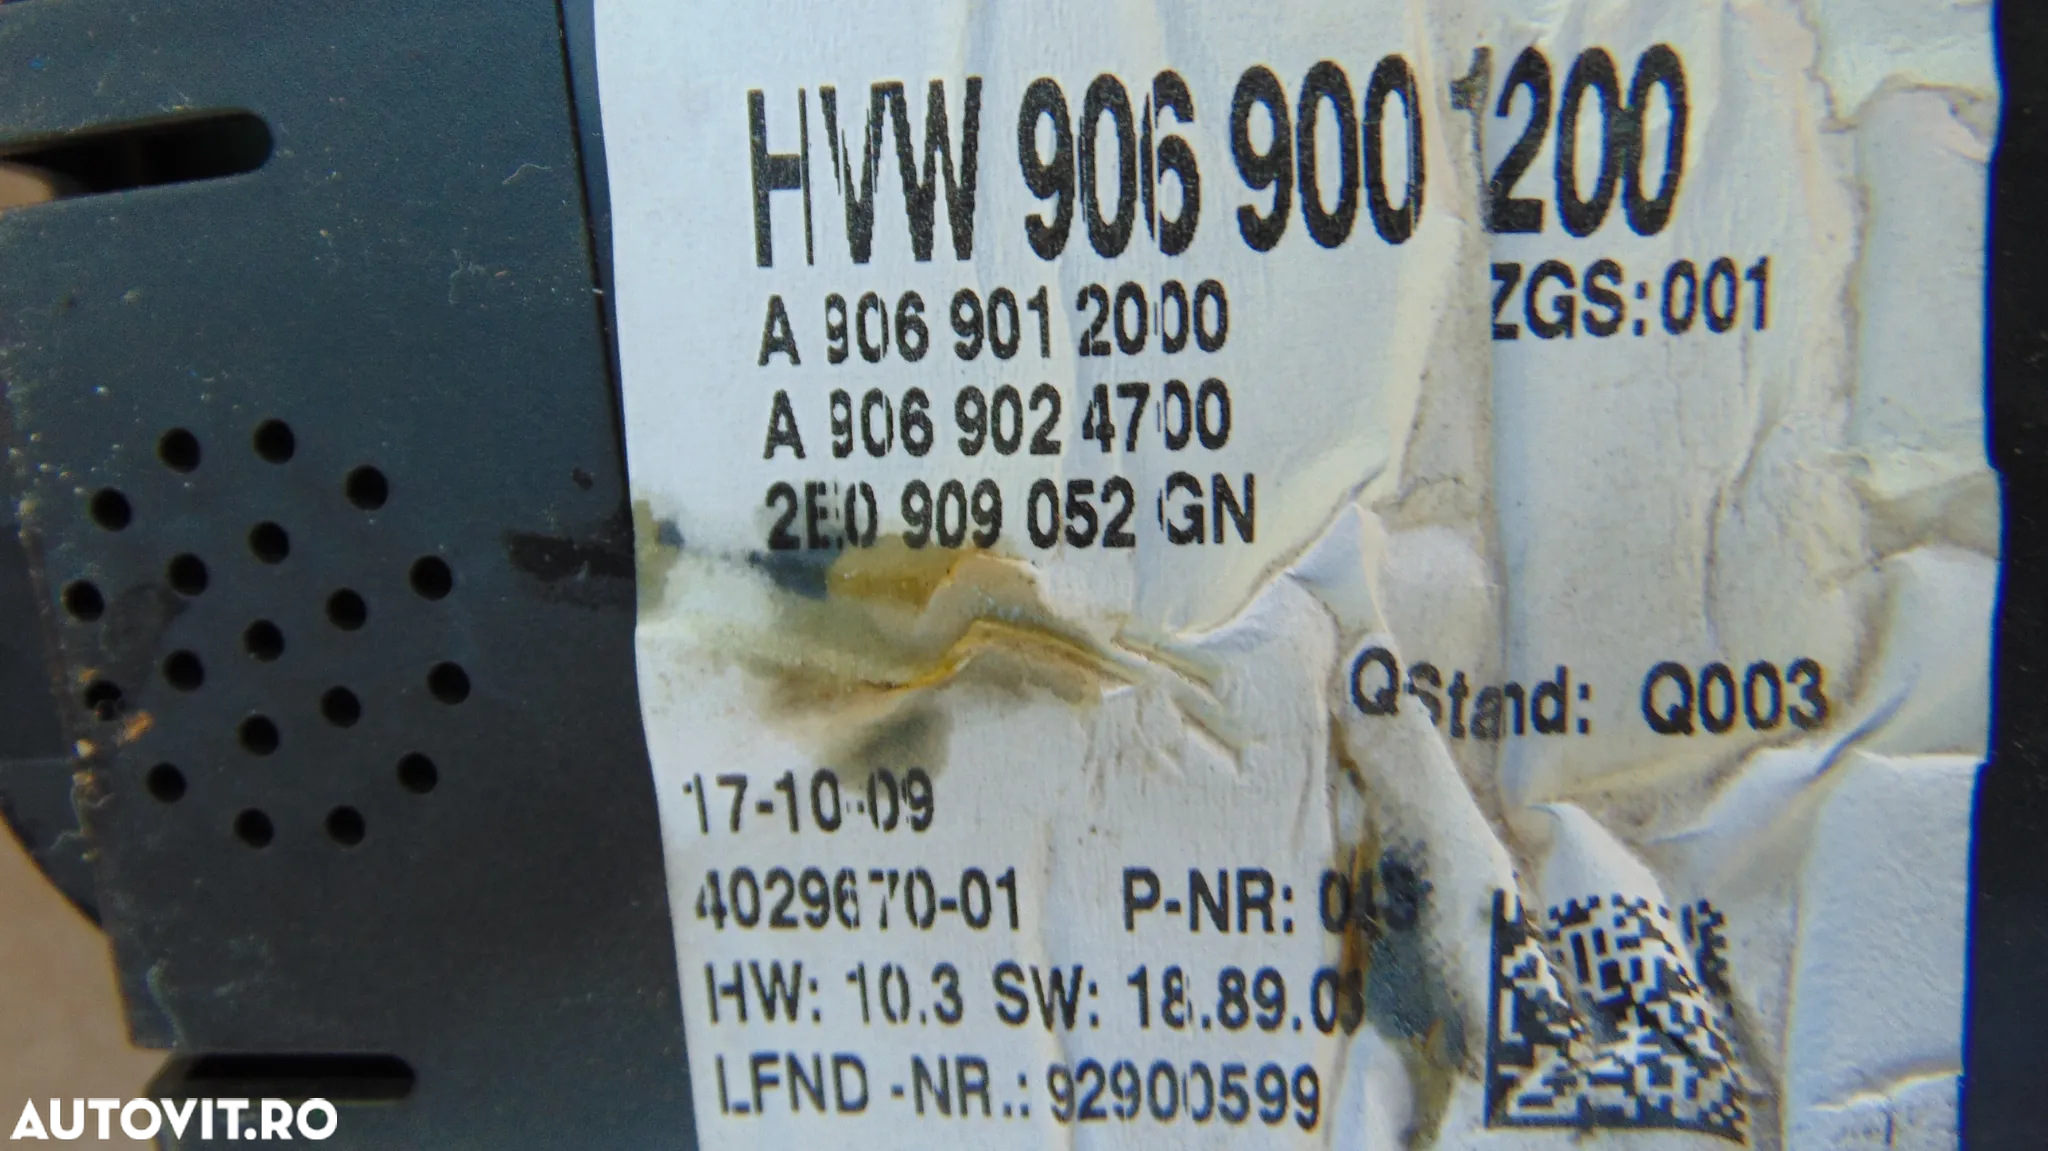 HVW 906 900 1200
A 906 901 2000 ZGS:001
A 906 902 4700
2E0 909 052 GN
QStand: Q003
17-10-09
4029670-01 P-NR:
HW: 10.3 SW:
LFND-NR.: 92900599
AUTOVIT.RO